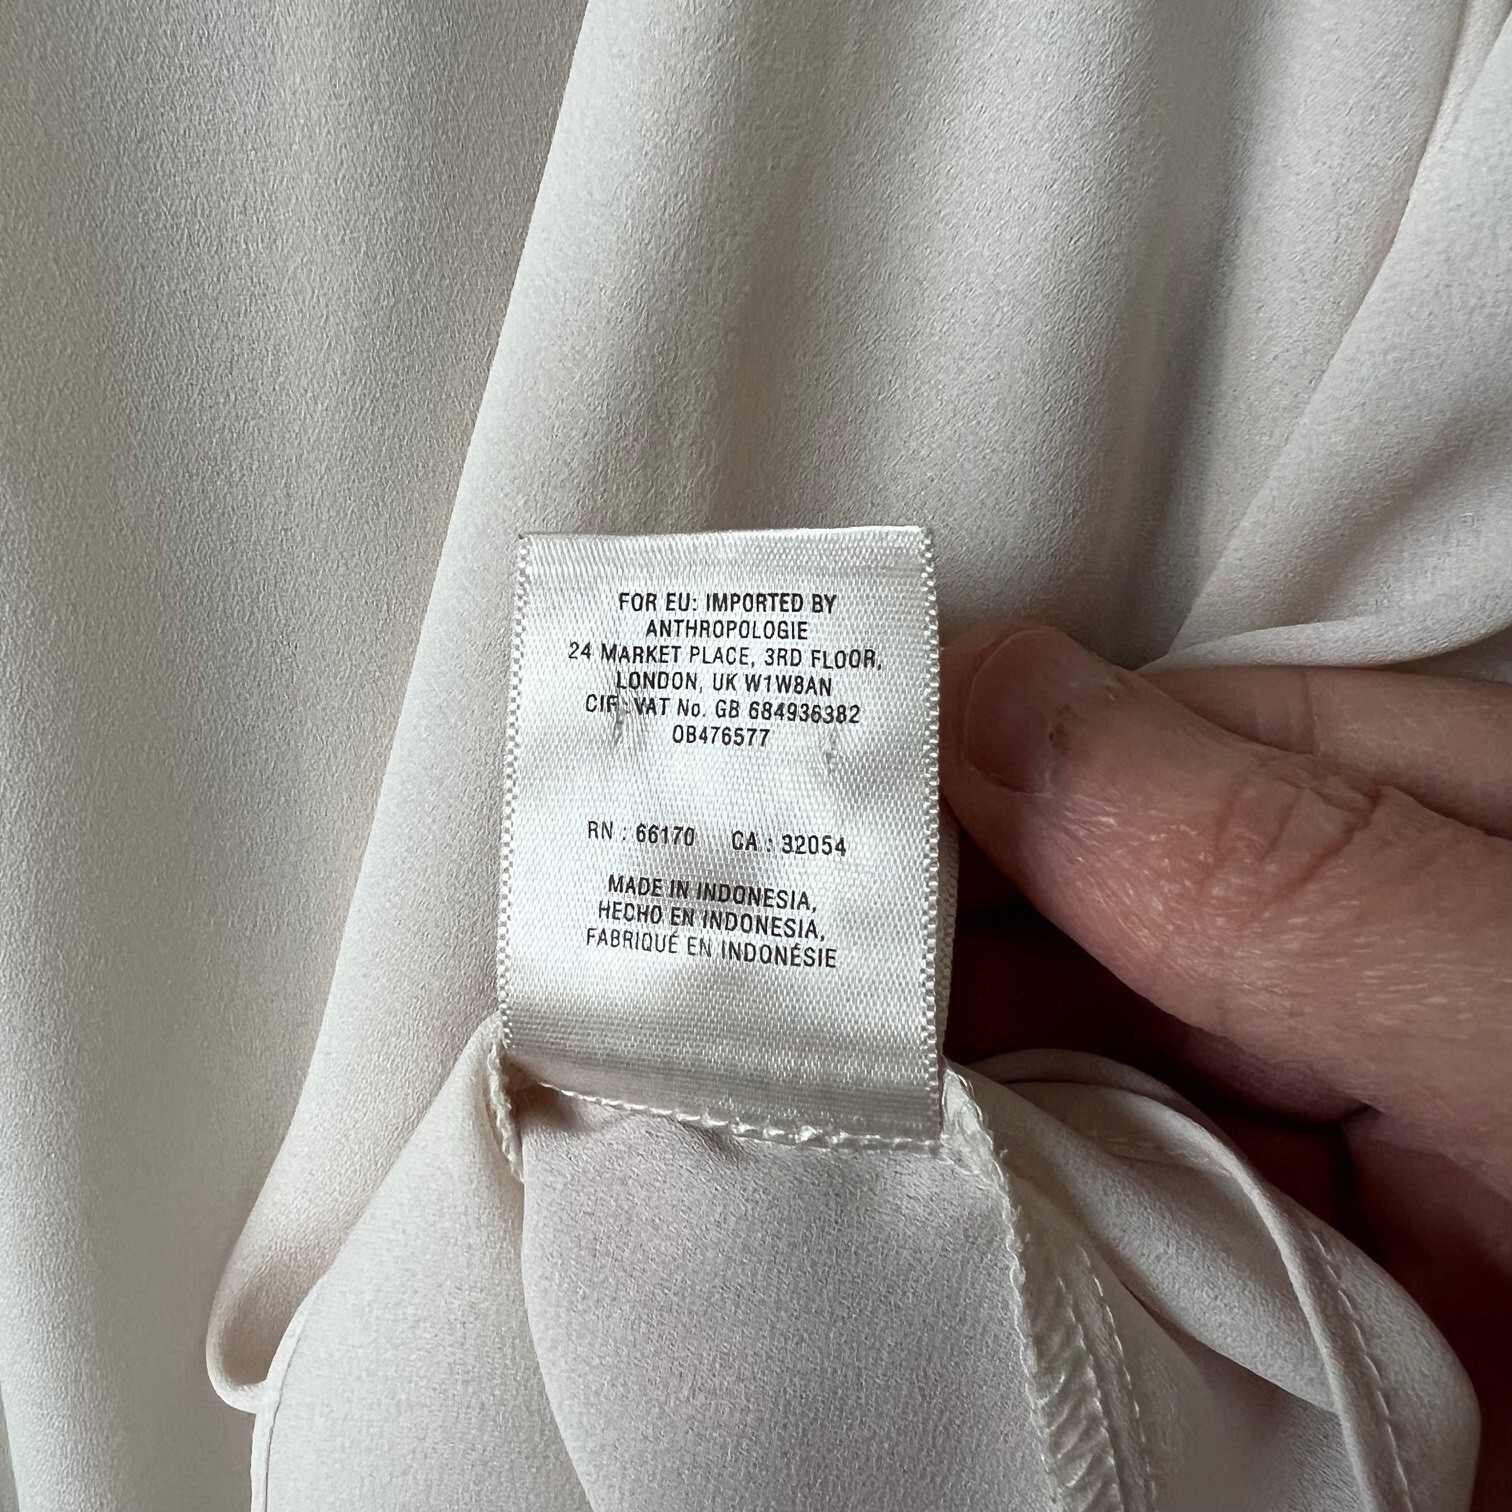 FOR EU: IMPORTED BY
ANTHROPOLOGIE
24 MARKET PLACE, 3RD FLOOR,
LONDON, UK W1W8AN
CIF: VAT No. GB 684936382
OB476577
RN : 66170 CA : 32054
MADE IN INDONESIA,
HECHO EN INDONESIA,
FABRIQUÉ EN INDONÉSIE